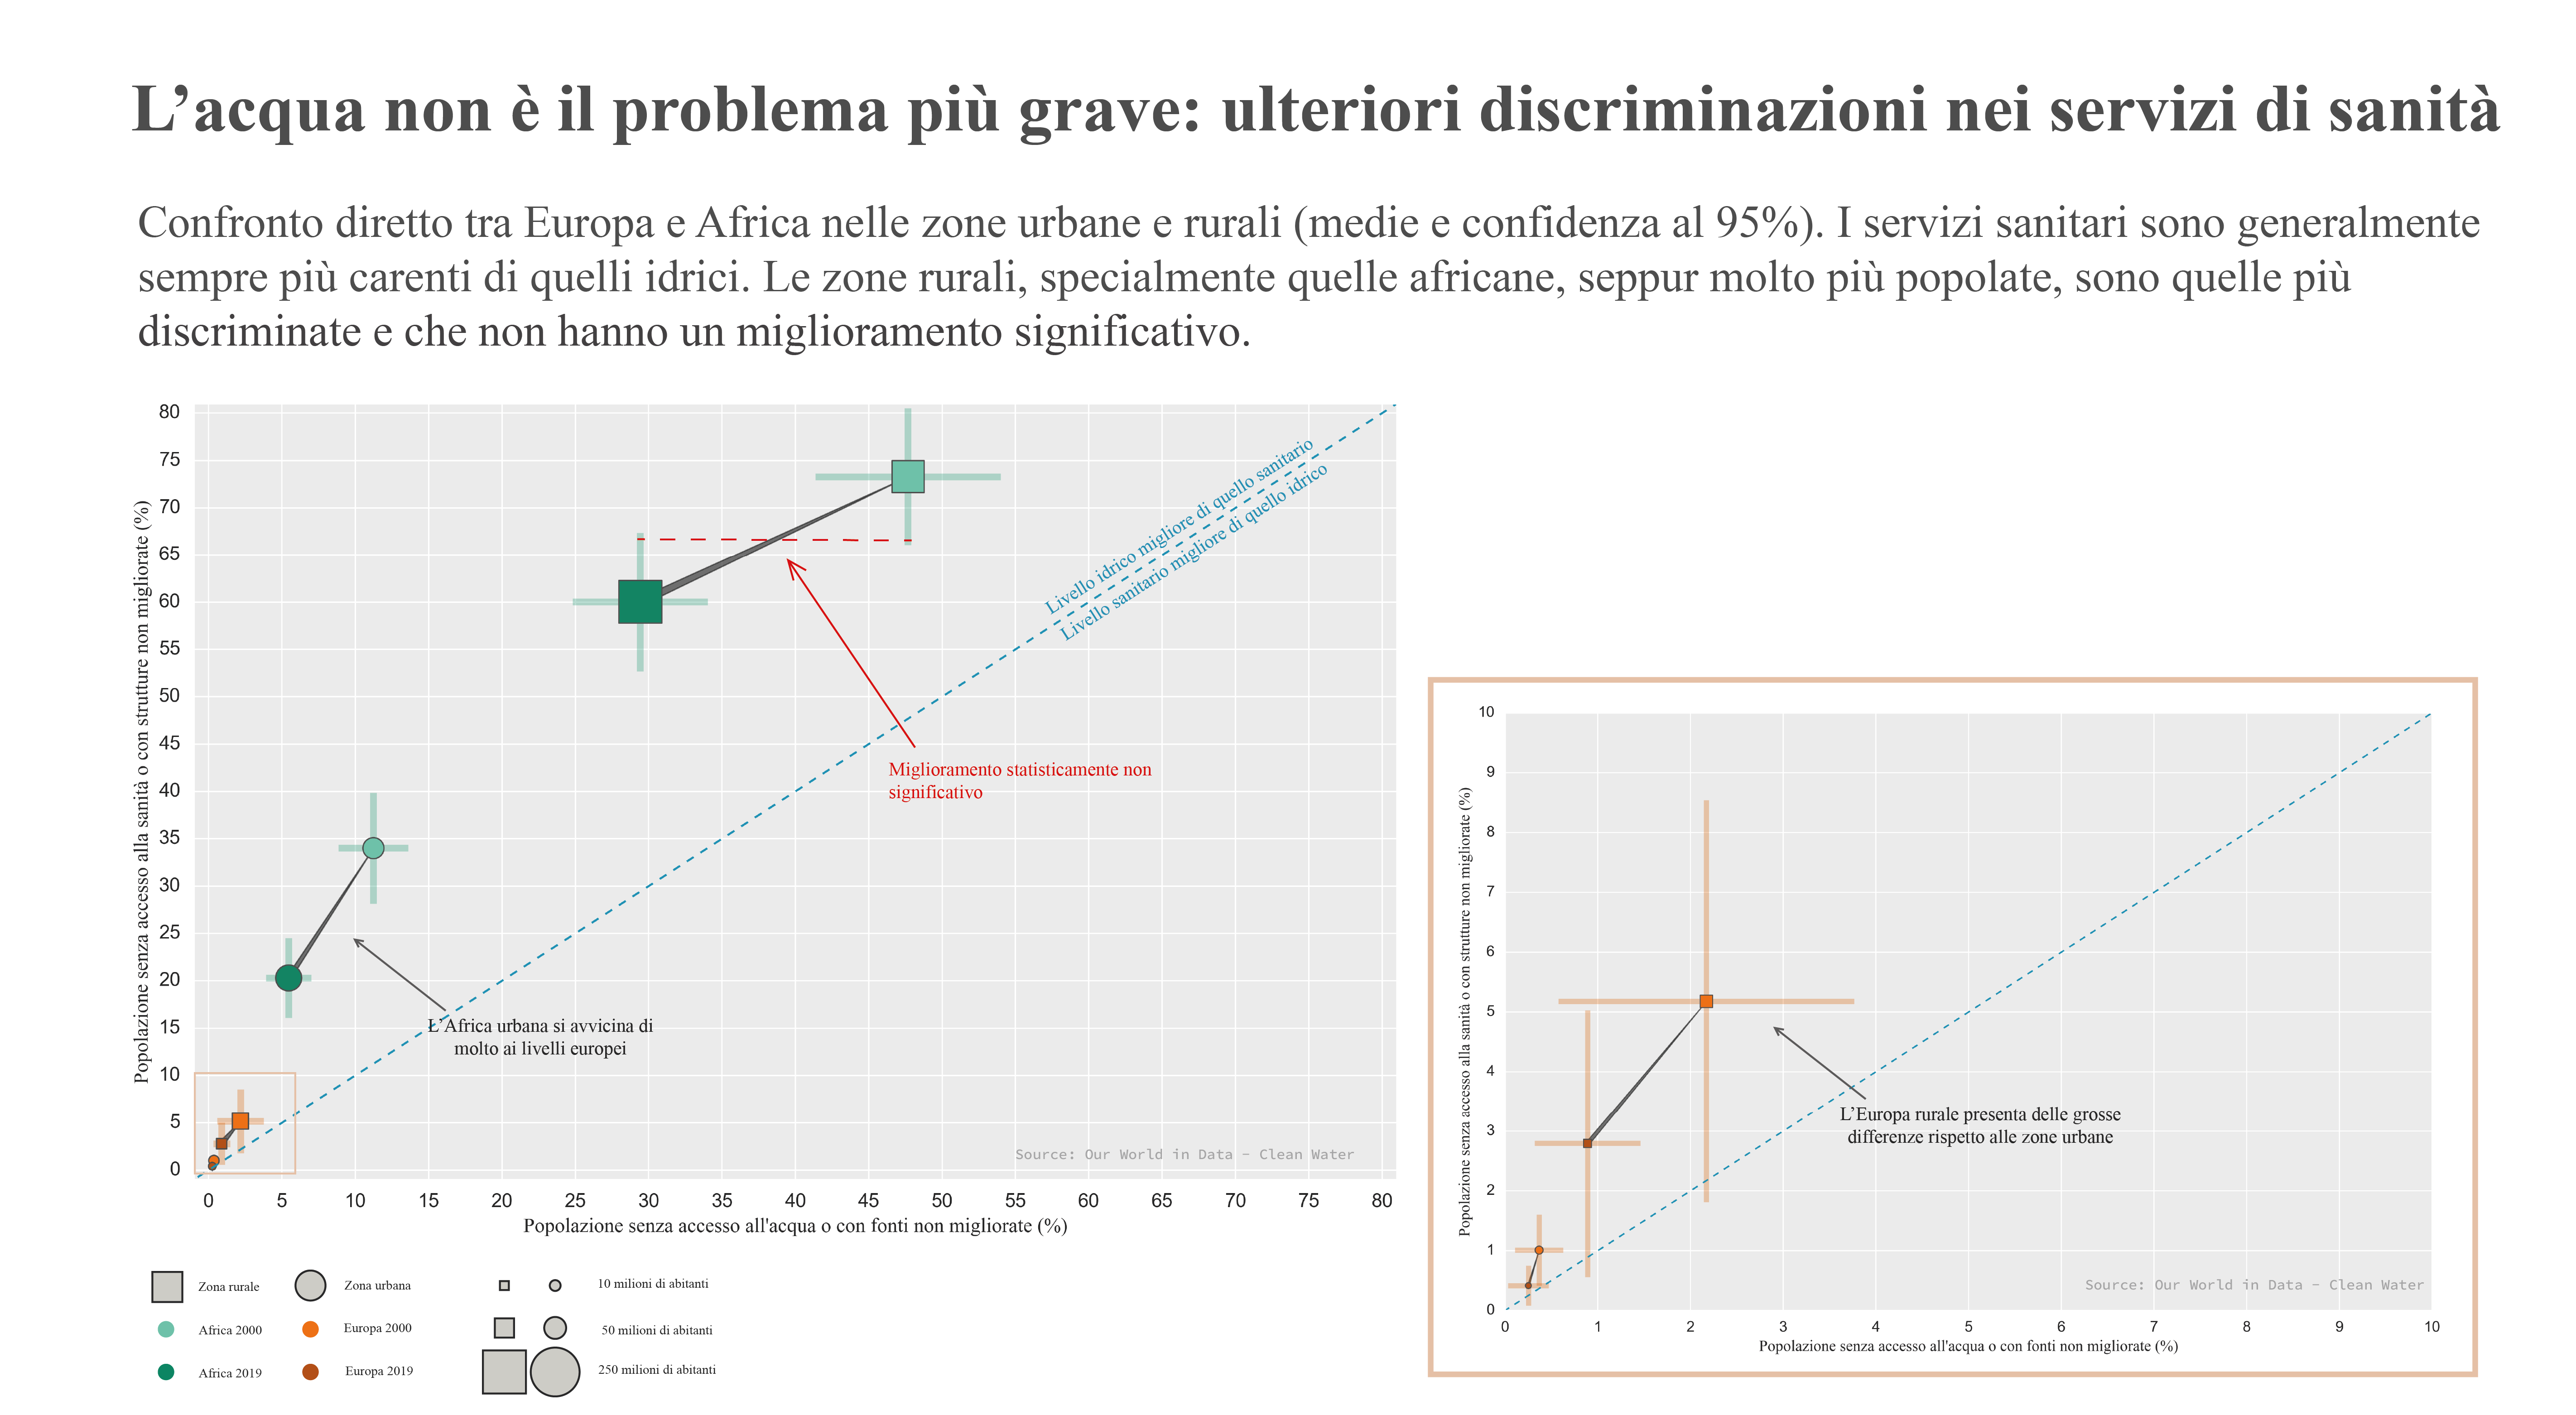 L’acqua non è il problema più grave: ulteriori discriminazioni nei servizi di sanità
Confronto diretto tra Europa e Africa nelle zone urbane e rurali (medie e confidenza al 95%). I servizi sanitari sono generalmente
sempre più carenti di quelli idrici. Le zone rurali, specialmente quelle africane, seppur molto più popolate, sono quelle più
discriminate e che non hanno un miglioramento significativo.
Popolazione senza accesso alla sanità o con strutture non migliorate (%)
80
75
70
65
60
55
50
45
40
35
30
25
20
15
10
5
0
Livello idrico migliore di quello sanitario
Livello sanitario migliore di quello idrico
Miglioramento statisticamente non
significativo
L’Africa urbana si avvicina di
molto ai livelli europei
Source: Our World in Data - Clean Water
0 5 10 15 20 25 30 35 40 45 50 55 60 65 70 75 80
Popolazione senza accesso all'acqua o con fonti non migliorate (%)
Zona rurale
Zona urbana
10 milioni di abitanti
Africa 2000
Europa 2000
50 milioni di abitanti
Africa 2019
Europa 2019
250 milioni di abitanti
Popolazione senza accesso alla sanità o con strutture non migliorate (%)
10
9
8
7
6
5
4
3
2
1
0
L’Europa rurale presenta delle grosse
differenze rispetto alle zone urbane
Source: Our World in Data - Clean Water
0 1 2 3 4 5 6 7 8 9 10
Popolazione senza accesso all'acqua o con fonti non migliorate (%)